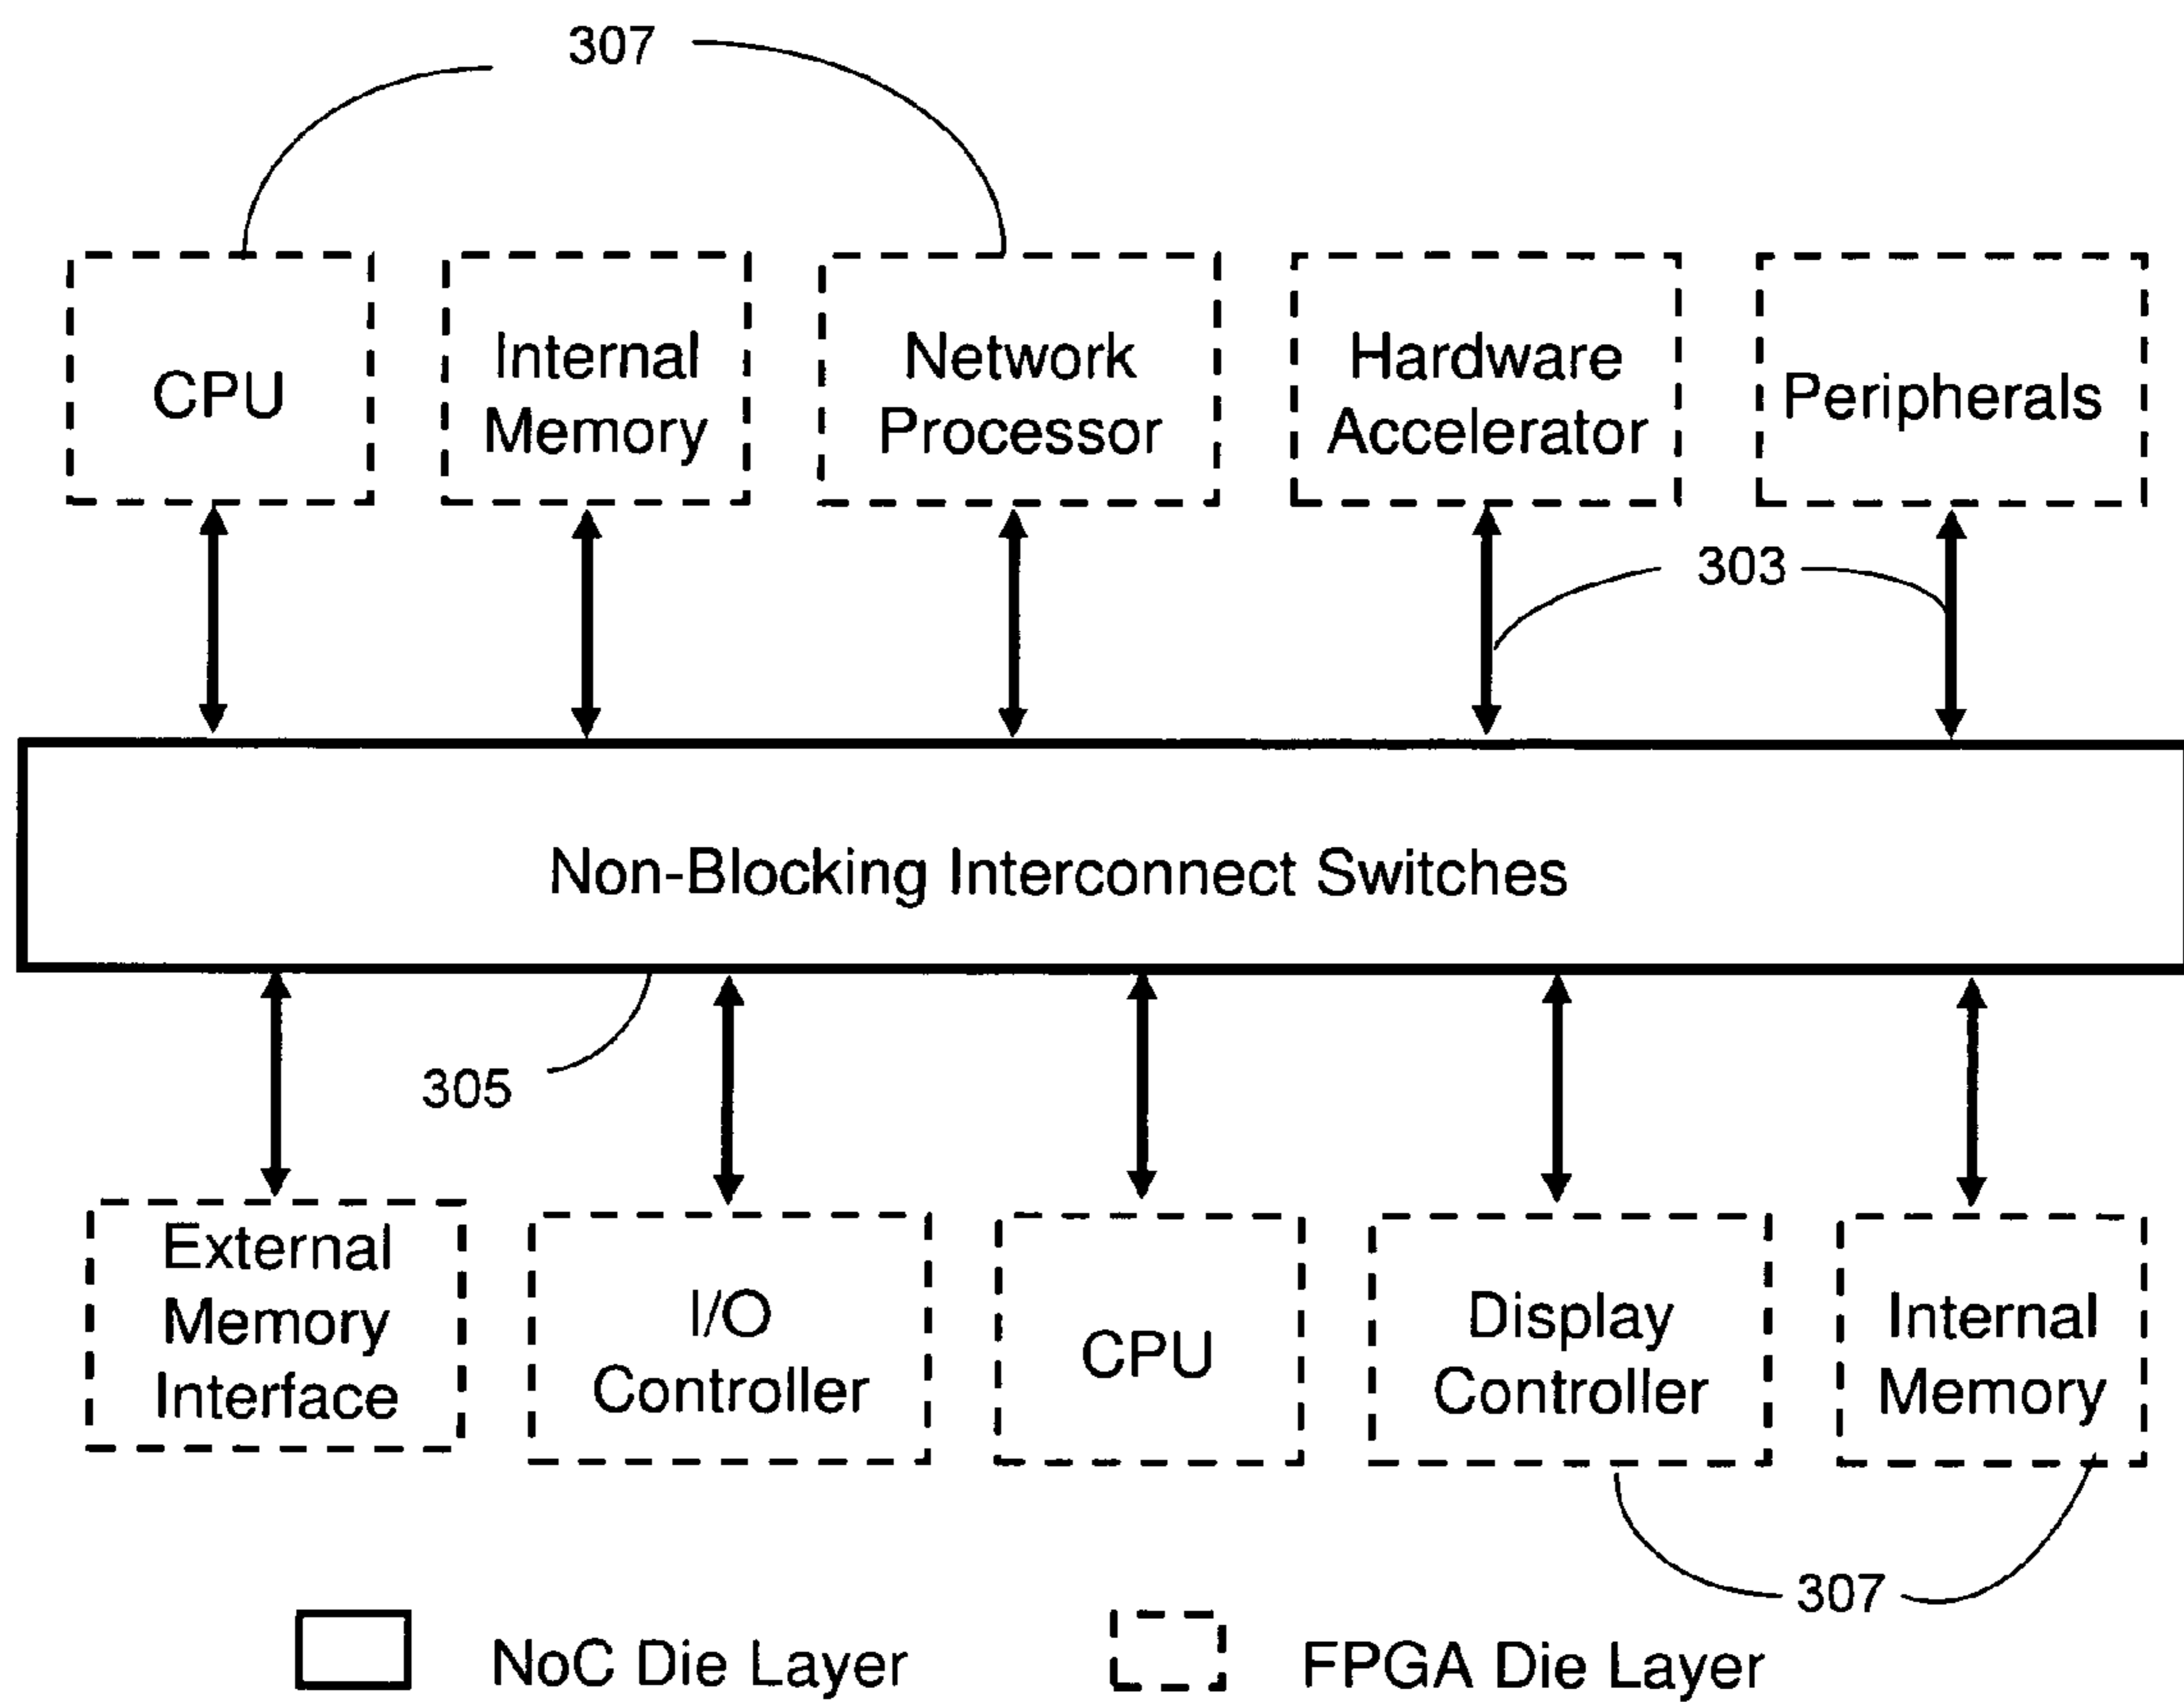 307
CPU
Internal
Memory
Network
Processor
Hardware
Accelerator
Peripherals
303
Non-Blocking Interconnect Switches
305
External
Memory
Interface
I/O
Controller
CPU
Display
Controller
Internal
Memory
307
NoC Die Layer
FPGA Die Layer